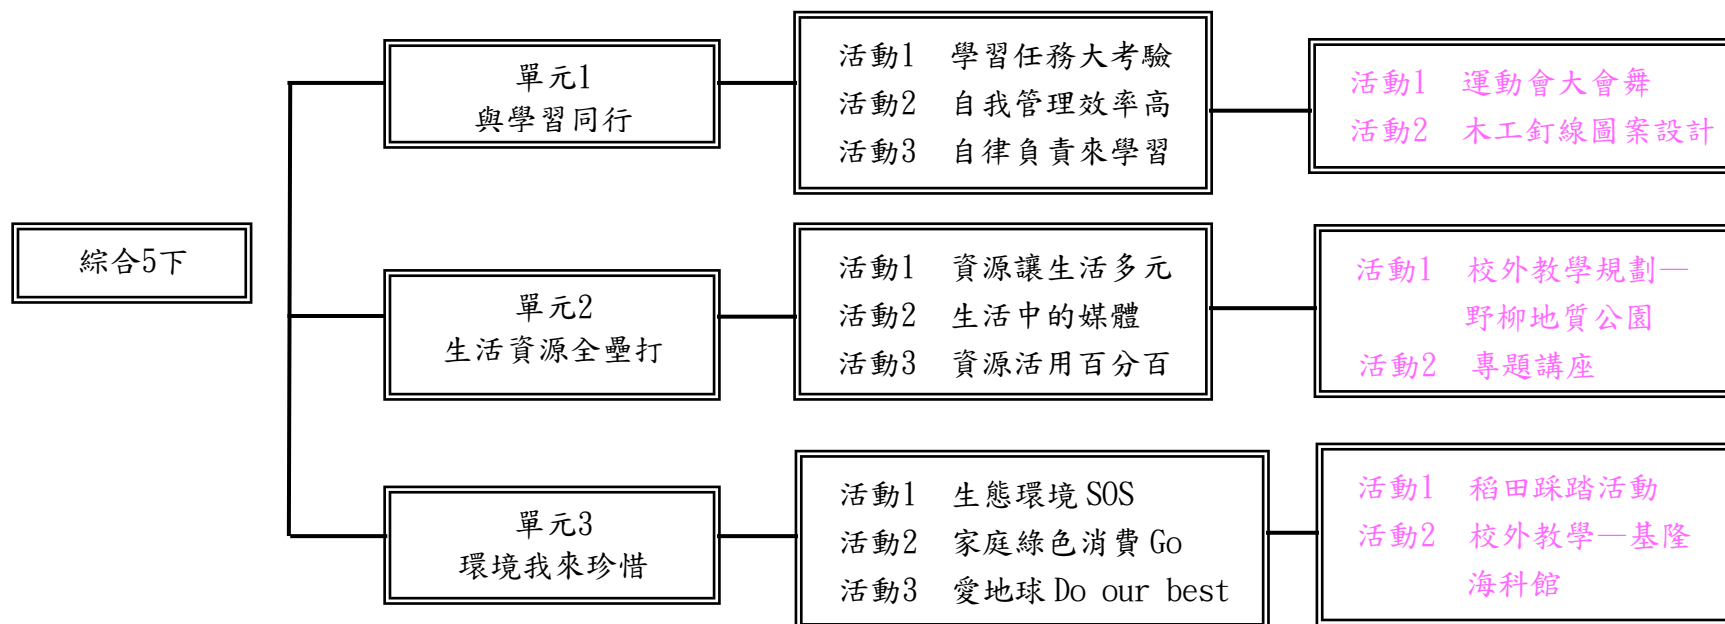 綜合5下
單元1
與學習同行
活動1 學習任務大考驗
活動2 自我管理效率高
活動3 自律負責來學習
活動1 運動會大會舞
活動2 木工釘線圖案設計
單元2
生活資源全壘打
活動1 資源讓生活多元
活動2 生活中的媒體
活動3 資源活用百分百
活動1 校外教學規劃—
野柳地質公園
活動2 專題講座
單元3
環境我來珍惜
活動1 生態環境 SOS
活動2 家庭綠色消費 Go
活動3 愛地球 Do our best
活動1 稻田踩踏活動
活動2 校外教學—基隆
海科館